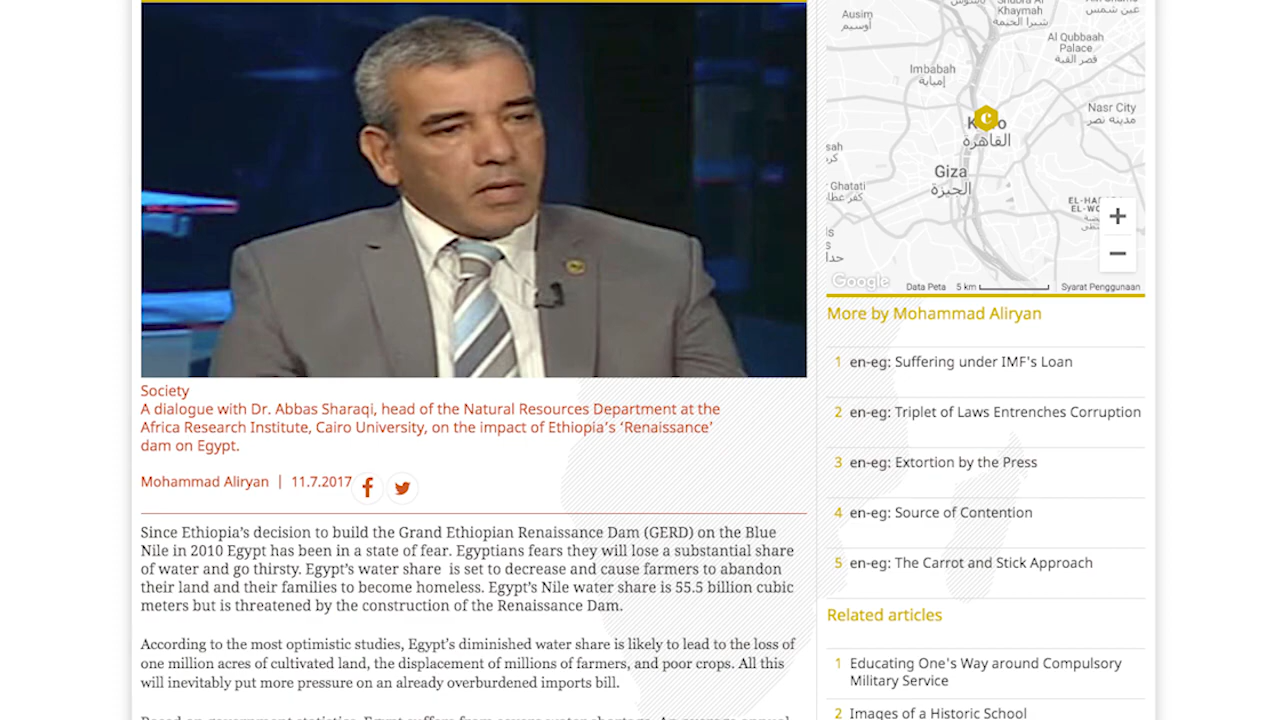 Society
A dialogue with Dr. Abbas Sharaqi, head of the Natural Resources Department at the
Africa Research Institute, Cairo University, on the impact of Ethiopia's ‘Renaissance’
dam on Egypt.
Mohammad Aliryan | 11.7.2017
Since Ethiopia's decision to build the Grand Ethiopian Renaissance Dam (GERD) on the Blue
Nile in 2010 Egypt has been in a state of fear. Egyptians fears they will lose a substantial share
of water and go thirsty. Egypt's water share is set to decrease and cause farmers to abandon
their land and their families to become homeless. Egypt's Nile water share is 55.5 billion cubic
meters but is threatened by the construction of the Renaissance Dam.
According to the most optimistic studies, Egypt's diminished water share is likely to lead to the loss of
one million acres of cultivated land, the displacement of millions of farmers, and poor crops. All this
will inevitably put more pressure on an already overburdened imports bill.
Ausim
أوسيم
Khaymah
شبرا الخيمة
عين شمس
Al Qubbaah
Palace
قصر القبة
Imbabah
إمبابة
Nasr City
مدينة نصر
القاهرة
Giza
الجيزة
Ghatati
+
−
Google
Data Peta
5 km
Syarat Penggunaan
More by Mohammad Aliryan
1 en-eg: Suffering under IMF's Loan
2 en-eg: Triplet of Laws Entrenches Corruption
3 en-eg: Extortion by the Press
4 en-eg: Source of Contention
5 en-eg: The Carrot and Stick Approach
Related articles
1 Educating One's Way around Compulsory
Military Service
2 Images of a Historic School